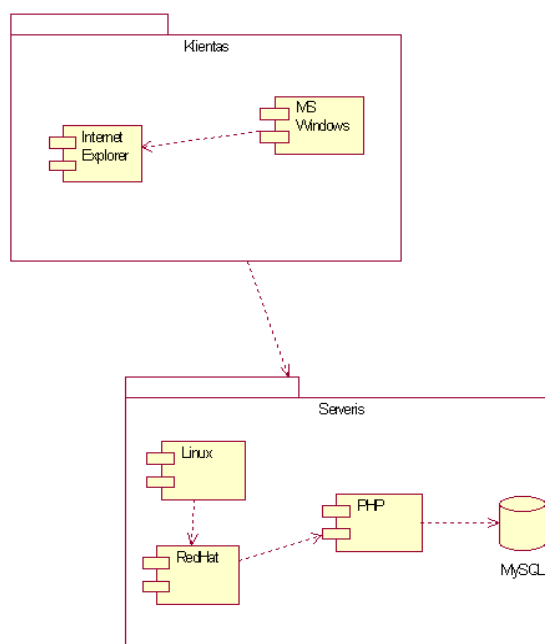 Klientas
MS
Windows
Internet
Explorer
Serveris
Linux
PHP
RedHat
MySQL